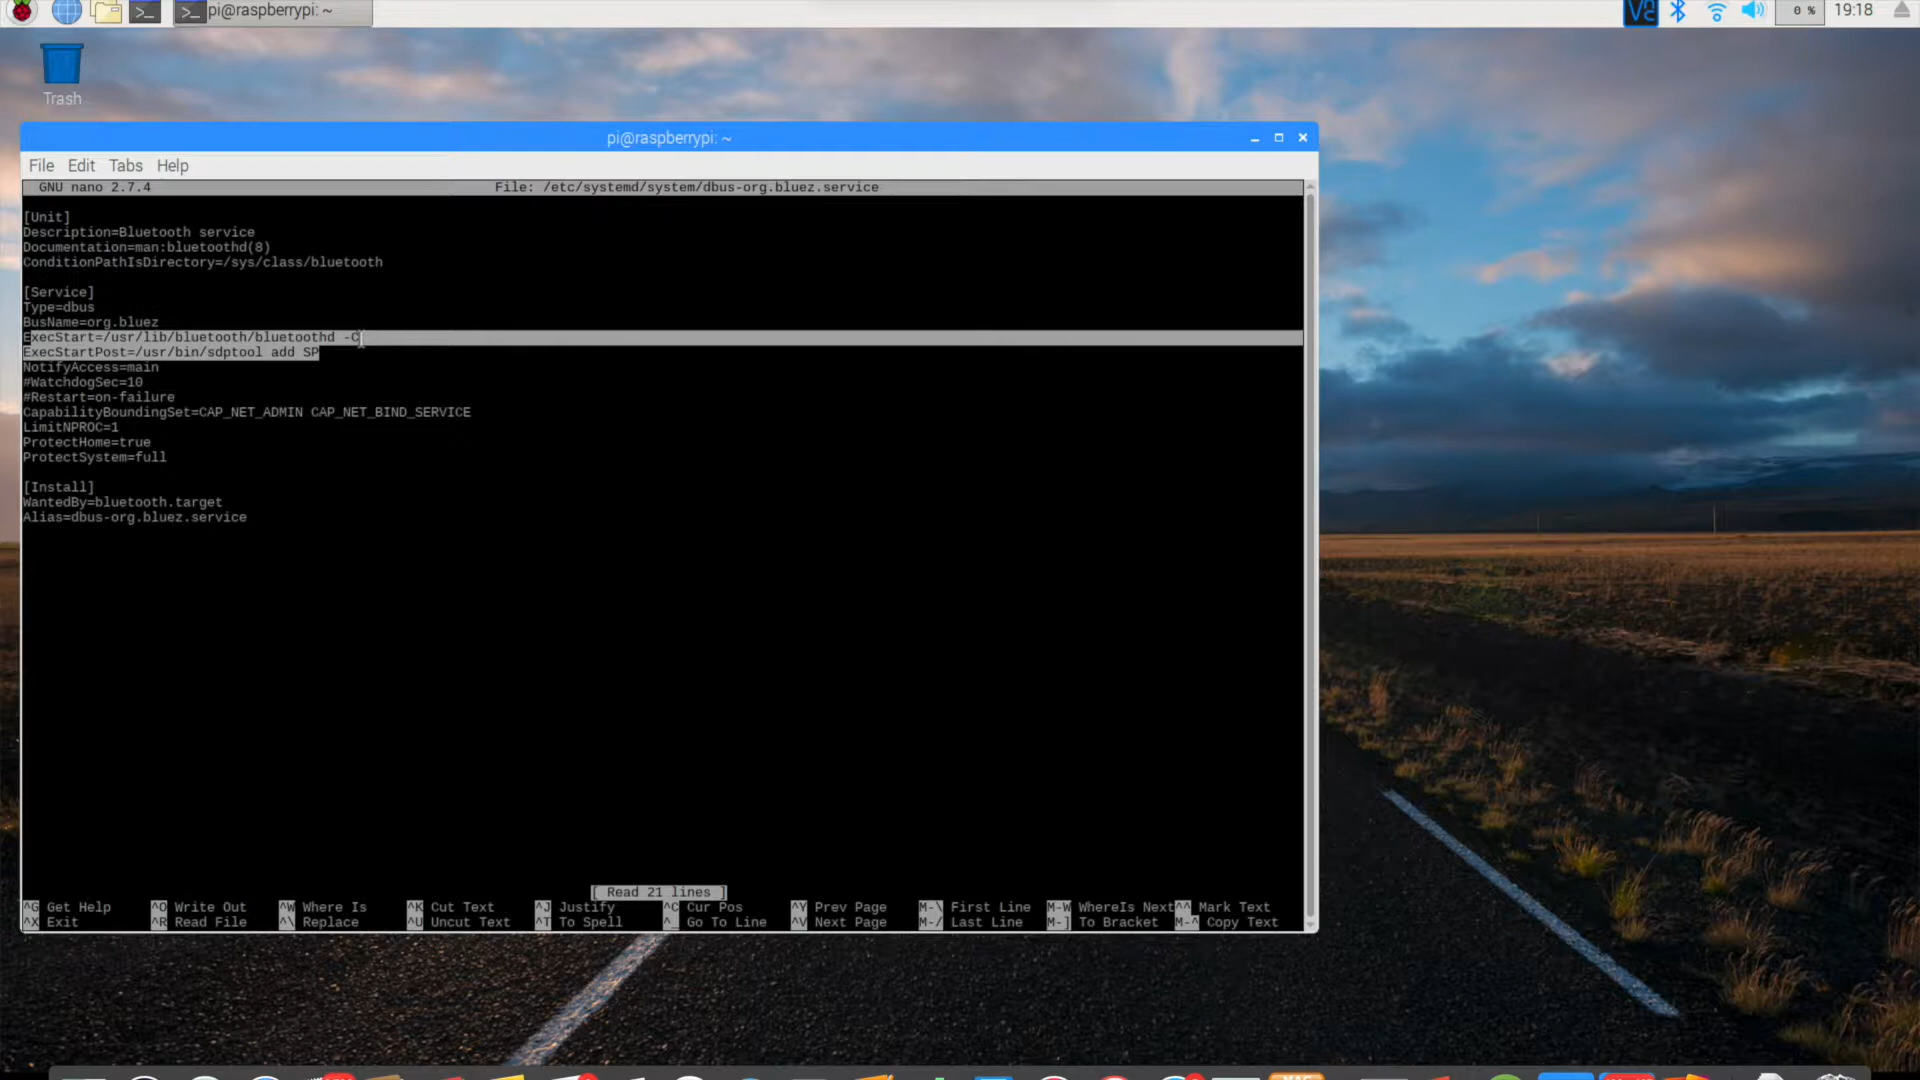 pi@raspberrypi: ~
0 %
19:18
Trash
pi@raspberrypi: ~
File Edit Tabs Help
GNU nano 2.7.4 File: /etc/systemd/system/dbus-org.bluez.service
[Unit]
Description=Bluetooth service
Documentation=man:bluetoothd(8)
ConditionPathIsDirectory=/sys/class/bluetooth
[Service]
Type=dbus
BusName=org.bluez
ExecStart=/usr/lib/bluetooth/bluetoothd -C
ExecStartPost=/usr/bin/sdptool add SP
NotifyAccess=main
#WatchdogSec=10
#Restart=on-failure
CapabilityBoundingSet=CAP_NET_ADMIN CAP_NET_BIND_SERVICE
LimitNPROC=1
ProtectHome=true
ProtectSystem=full
[Install]
WantedBy=bluetooth.target
Alias=dbus-org.bluez.service
[ Read 21 lines ]
^G Get Help ^O Write Out ^W Where Is ^K Cut Text ^J Justify ^C Cur Pos ^Y Prev Page M-\ First Line M-W WhereIs Next ^^ Mark Text
^X Exit ^R Read File ^\ Replace ^U Uncut Text ^T To Spell ^_ Go To Line ^V Next Page M-/ Last Line M-] To Bracket M-^ Copy Text